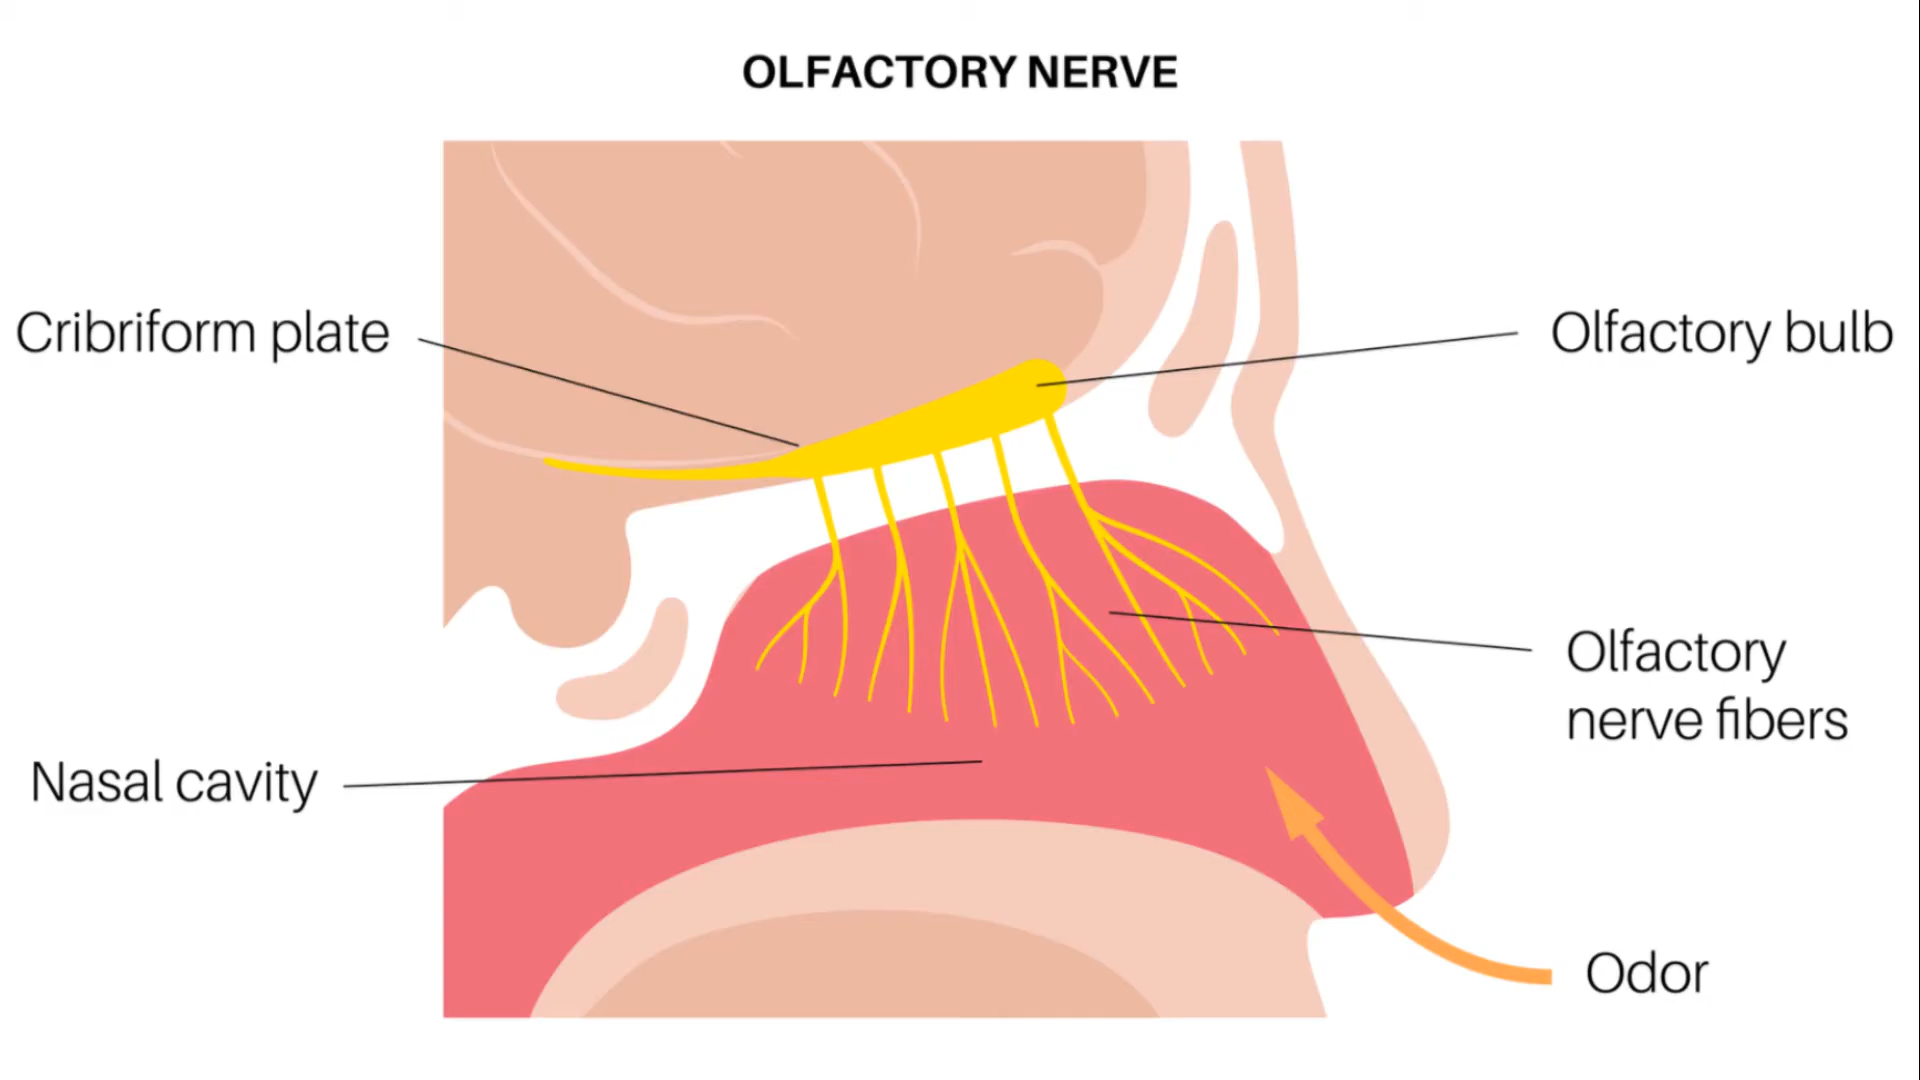 OLFACTORY NERVE
Cribriform plate
Olfactory bulb
Olfactory
nerve fibers
Nasal cavity
Odor